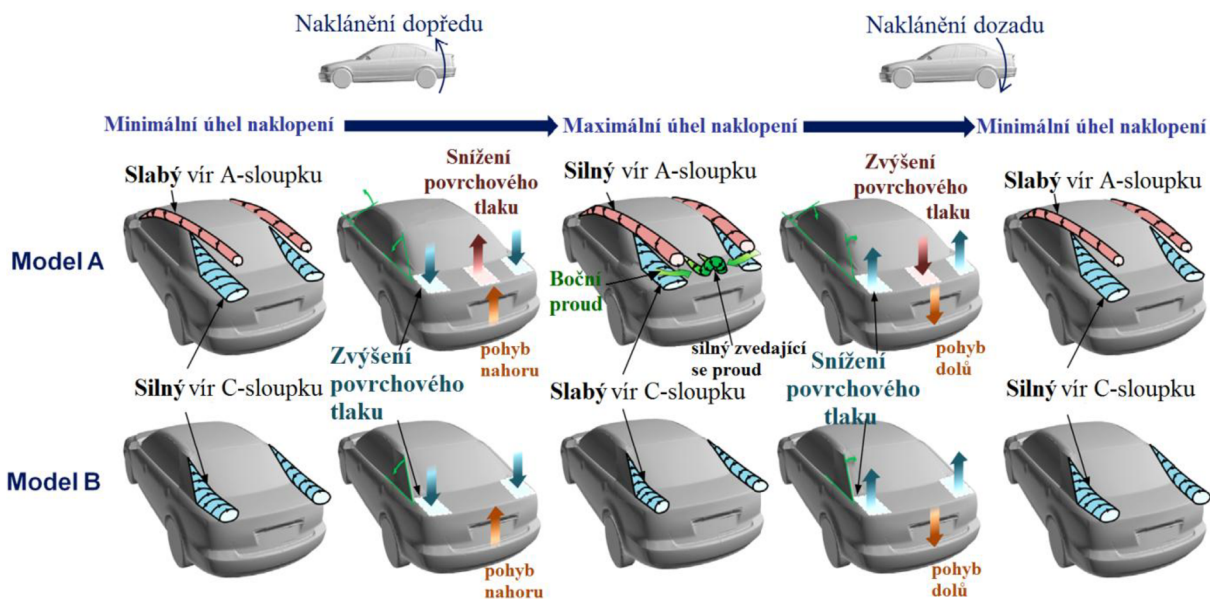 Naklánění dopředu
Naklánění dozadu
Minimální úhel naklopení
Maximální úhel naklopení
Minimální úhel naklopení
Slabý vír A-sloupku
Snížení
povrchového
tlaku
Silný vír A-sloupku
Zvýšení
povrchového
tlaku
Slabý vír A-sloupku
Model A
Boční
proud
Zvýšení
povrchového
tlaku
pohyb
nahoru
silný zvedající
se proud
Snížení
povrchového
tlaku
pohyb
dolů
Silný vír C-sloupku
Slabý vír C-sloupku
Silný vír C-sloupku
Model B
pohyb
nahoru
pohyb
dolů